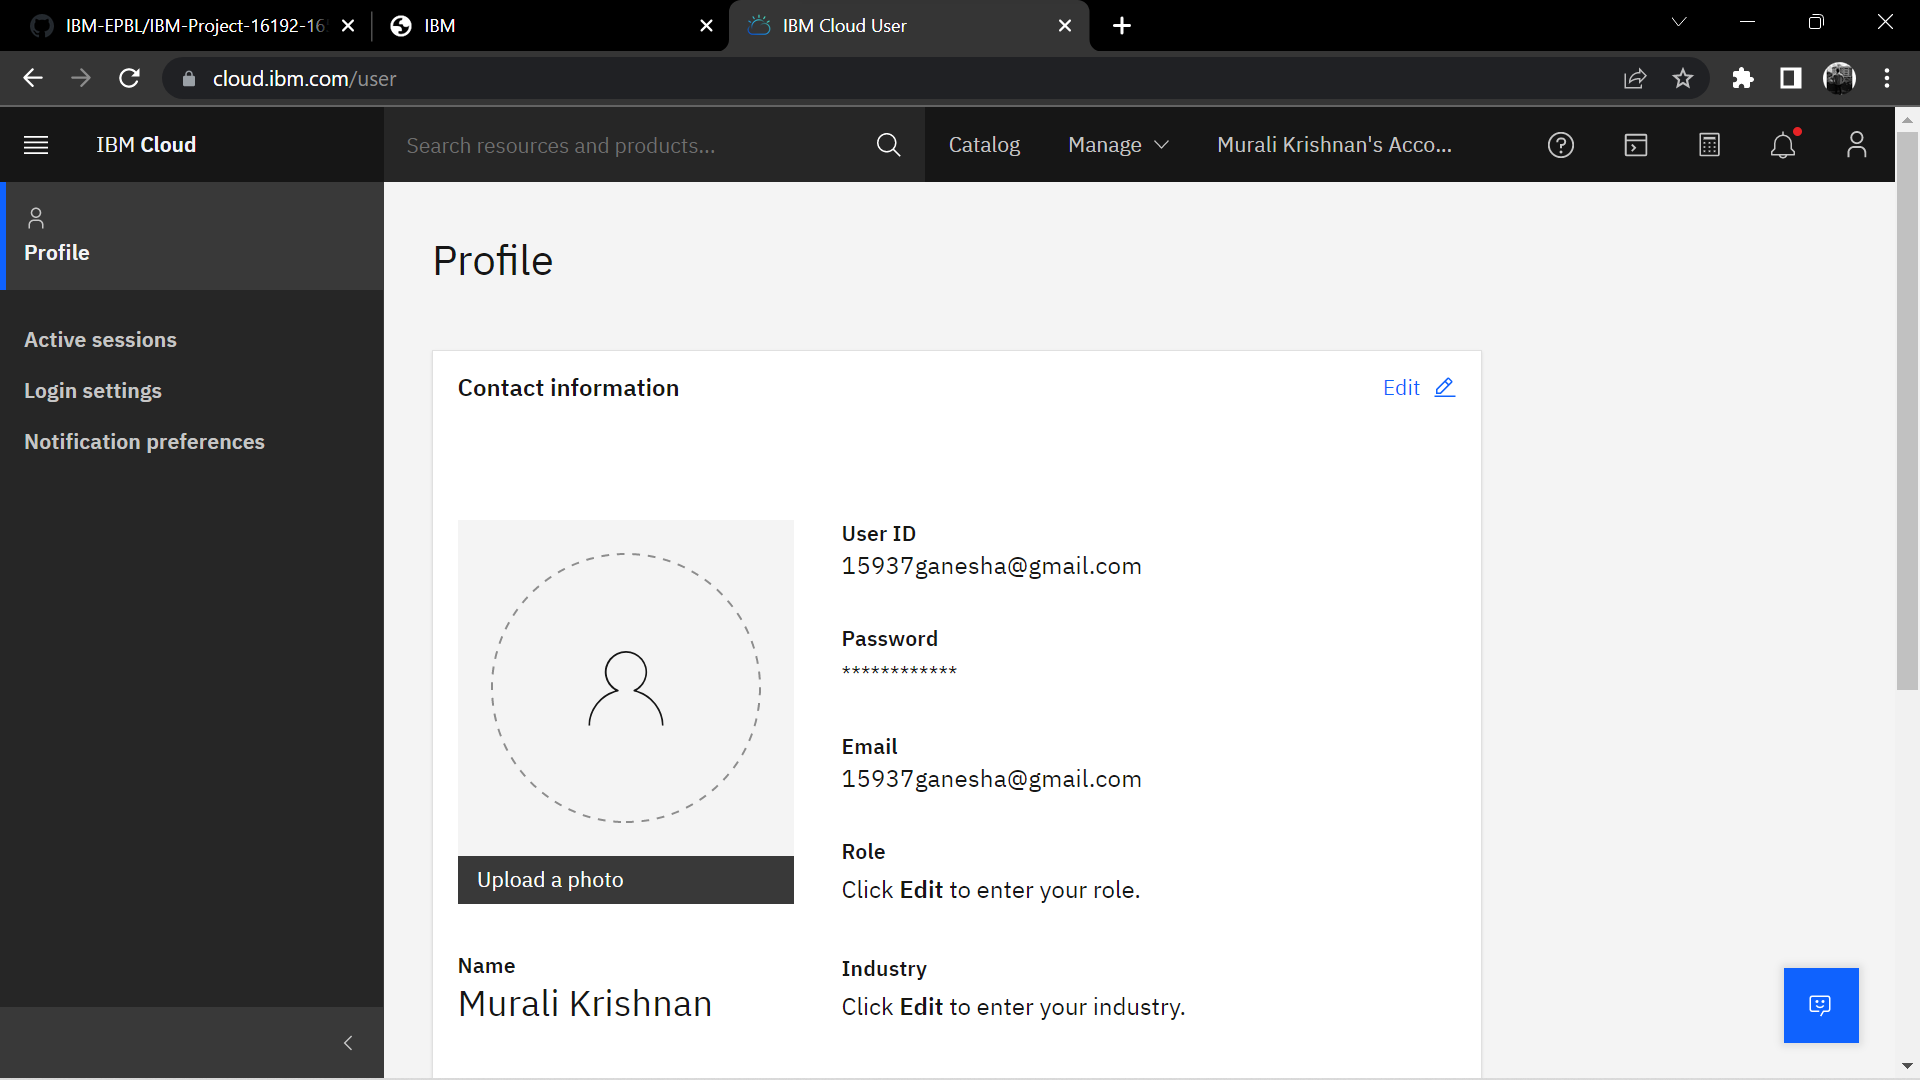 IBM-EPBL/IBM-Project-16192-16
IBM
IBM Cloud User
cloud.ibm.com/user
IBM Cloud
Search resources and products...
Catalog
Manage
Murali Krishnan's Acco...
Profile
Active sessions
Login settings
Notification preferences
Profile
Contact information
Edit
User ID
15937ganesha@gmail.com
Password
************
Email
15937ganesha@gmail.com
Role
Click Edit to enter your role.
Upload a photo
Name
Murali Krishnan
Industry
Click Edit to enter your industry.